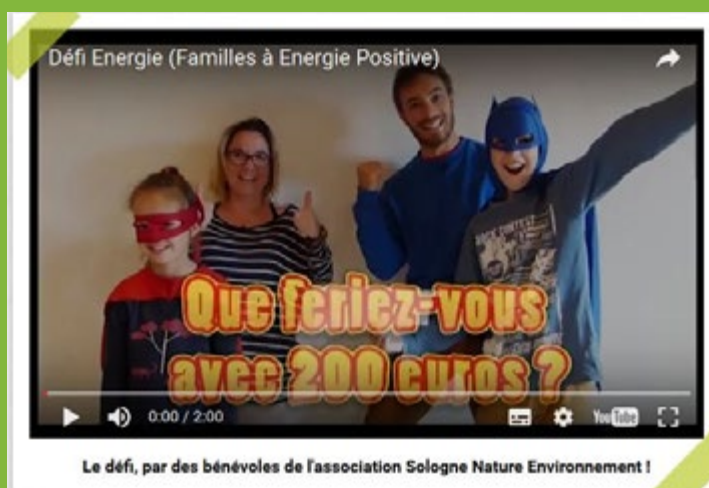 Défi Energie (Familles à Energie Positive)
Que feriez-vous
avec 200 euros ?
0:00 / 2:00
YouTube
Le défi, par des bénévoles de l'association Sologne Nature Environnement !